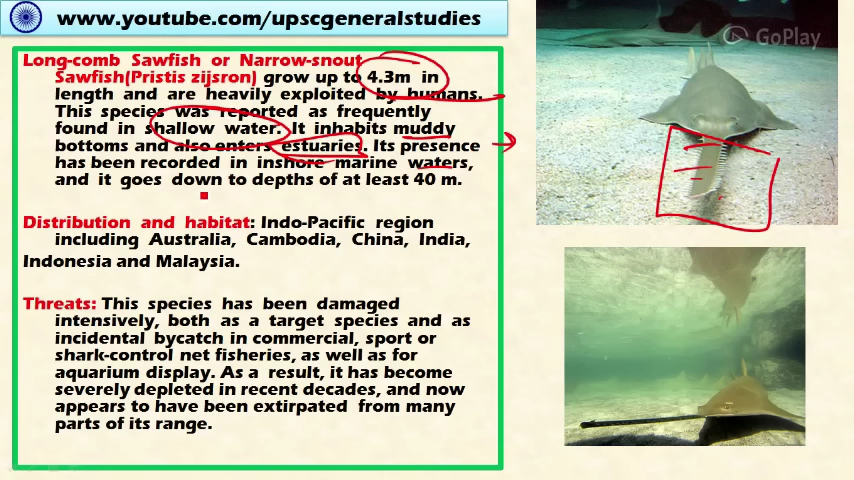 www.youtube.com/upscgeneralstudies
GoPlay
Long-comb Sawfish or Narrow-snout
Sawfish(Pristis zijsron) grow up to 4.3m in
length and are heavily exploited by humans.
This species was reported as frequently
found in shallow water. It inhabits muddy
bottoms and also enters estuaries. Its presence
has been recorded in inshore marine waters,
and it goes down to depths of at least 40 m.
Distribution and habitat: Indo-Pacific region
including Australia, Cambodia, China, India,
Indonesia and Malaysia.
Threats: This species has been damaged
intensively, both as a target species and as
incidental bycatch in commercial, sport or
shark-control net fisheries, as well as for
aquarium display. As a result, it has become
severely depleted in recent decades, and now
appears to have been extirpated from many
parts of its range.